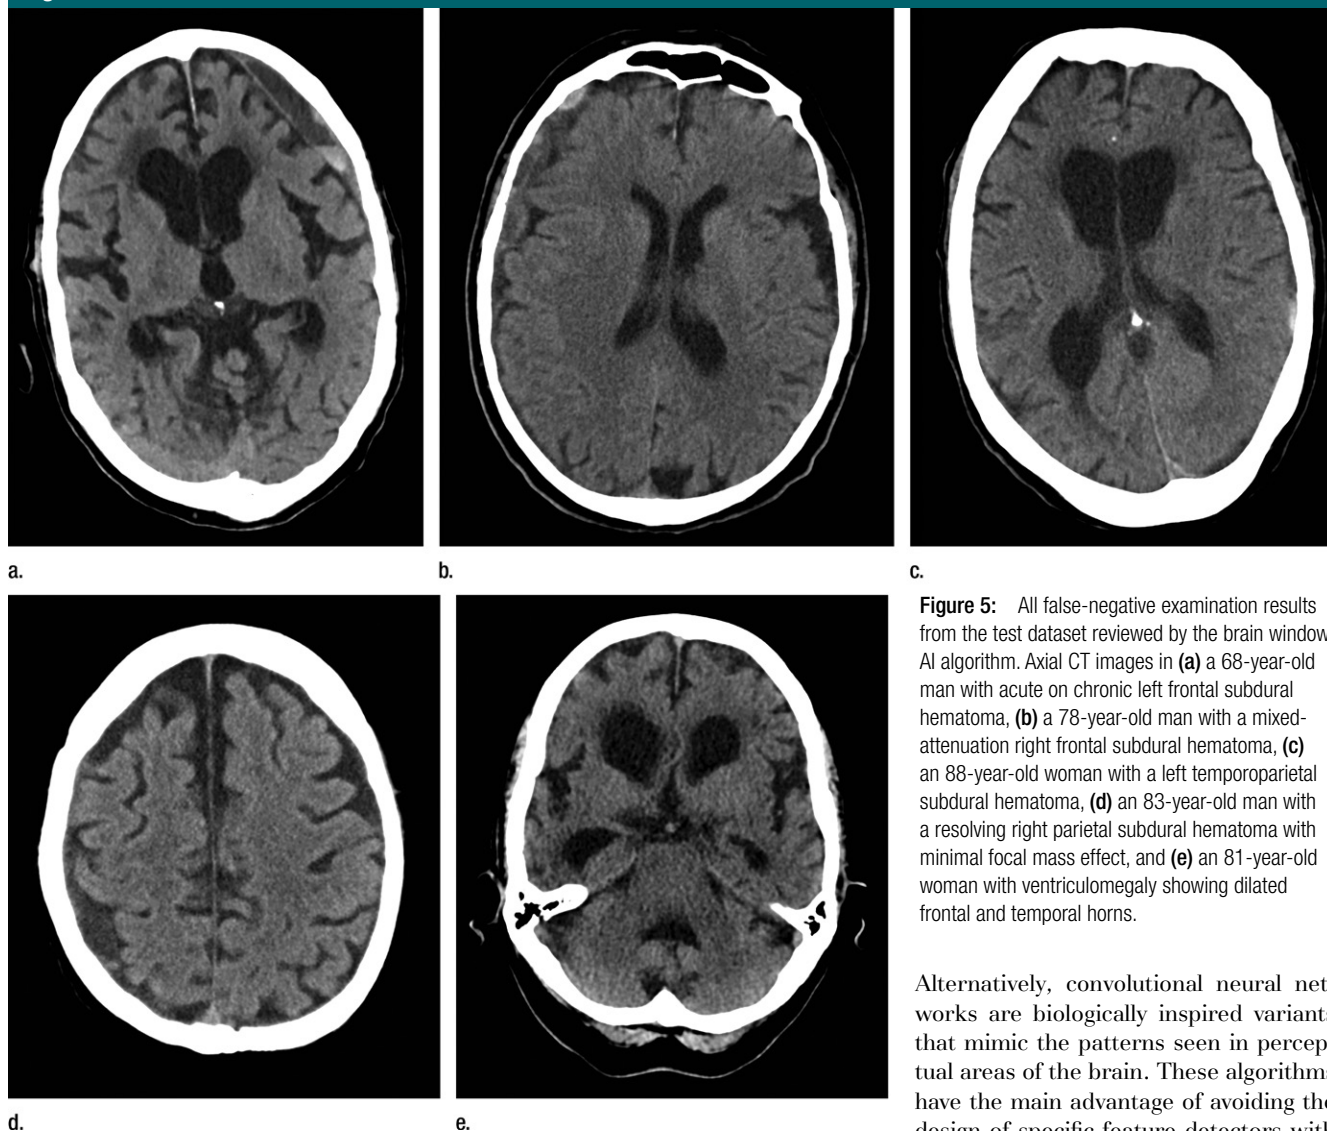 a.
b.
c.
Figure 5: All false-negative examination results
from the test dataset reviewed by the brain window
AI algorithm. Axial CT images in (a) a 68-year-old
man with acute on chronic left frontal subdural
hematoma, (b) a 78-year-old man with a mixed-
attenuation right frontal subdural hematoma, (c)
an 88-year-old woman with a left temporoparietal
subdural hematoma, (d) an 83-year-old man with
a resolving right parietal subdural hematoma with
minimal focal mass effect, and (e) an 81-year-old
woman with ventriculomegaly showing dilated
frontal and temporal horns.
d.
e.
Alternatively, convolutional neural net
works are biologically inspired variants
that mimic the patterns seen in percep
tual areas of the brain. These algorithms
have the main advantage of avoiding the
design of specific feature detectors with